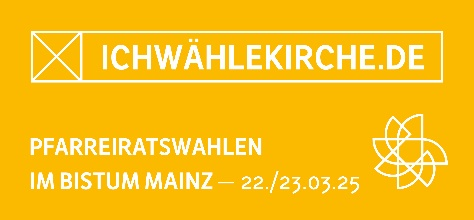 ICHWÄHLEKIRCHE.DE
PFARREIRATSWAHLEN
IM BISTUM MAINZ — 22./23.03.25